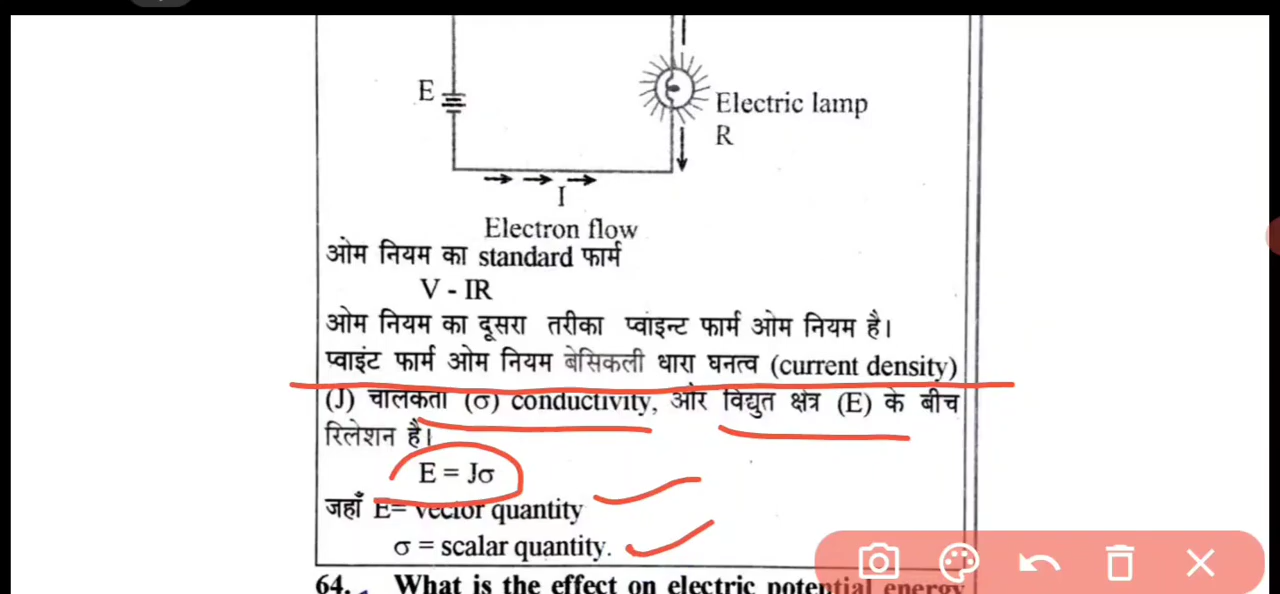 E
Electric lamp
R
I
Electron flow
ओम नियम का standard फार्म
V - IR
ओम नियम का दूसरा तरीका प्वाइन्ट फार्म ओम नियम है।
प्वाइंट फार्म ओम नियम बेसिकली धारा घनत्व (current density)
(J) चालकता (σ) conductivity, और विद्युत क्षेत्र (E) के बीच
रिलेशन है।
E = Jσ
जहाँ E= vector quantity
σ = scalar quantity.
64. What is the effect on electric potential energy